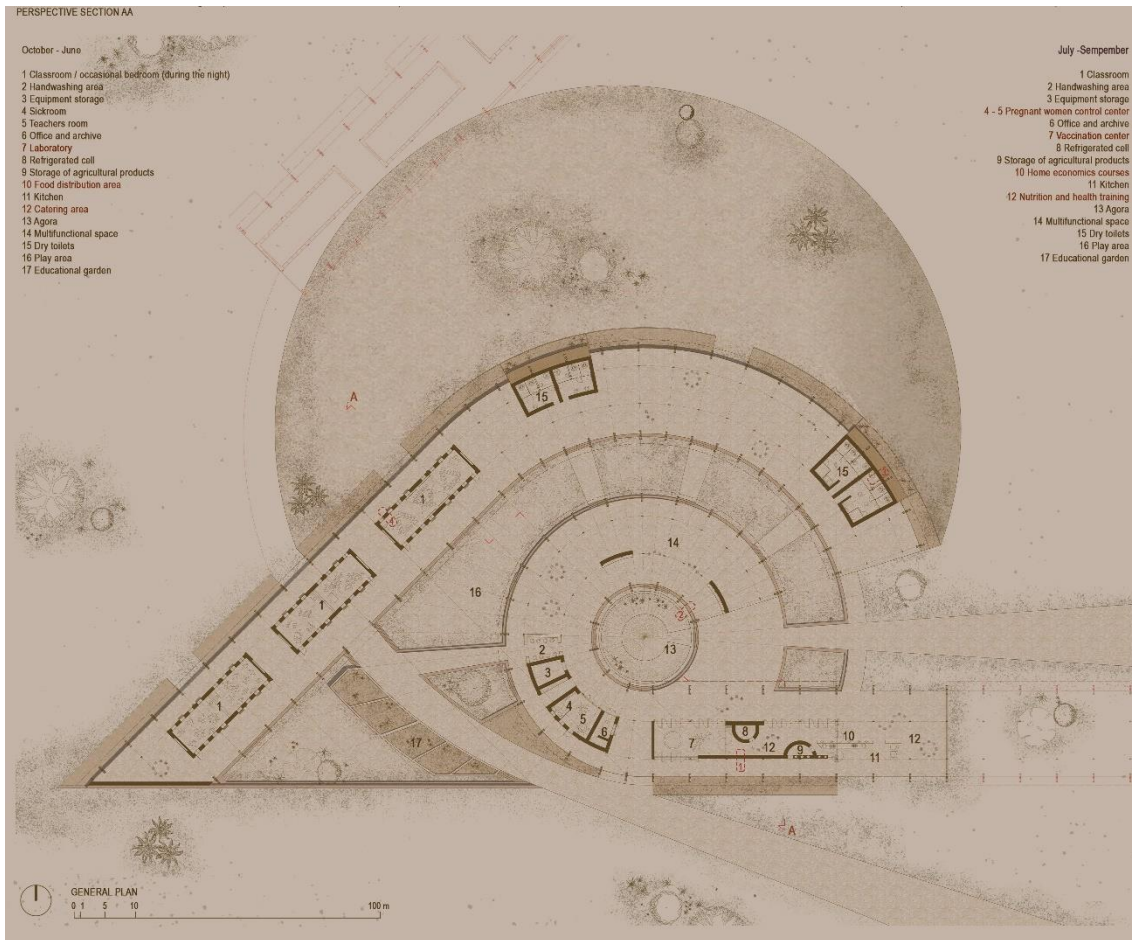 PERSPECTIVE SECTION AA
October - June
1 Classroom / occasional bedroom (during the night)
2 Handwashing area
3 Equipment storage
4 Sickroom
5 Teachers room
6 Office and archive
7 Laboratory
8 Refrigerated cell
9 Storage of agricultural products
10 Food distribution area
11 Kitchen
12 Catering area
13 Agora
14 Multifunctional space
15 Dry toilets
16 Play area
17 Educational garden
July -Sempember
1 Classroom
2 Handwashing area
3 Equipment storage
4 - 5 Pregnant women control center
6 Office and archive
7 Vaccination center
8 Refrigerated cell
9 Storage of agricultural products
10 Home economics courses
11 Kitchen
12 Nutrition and health training
13 Agora
14 Multifunctional space
15 Dry toilets
16 Play area
17 Educational garden
A
15
15
1
14
1
16
2
13
3
1
4
5
6
17
7
8
12
9
10
11
12
1
A
GENERAL PLAN
0 1 5 10 100 m